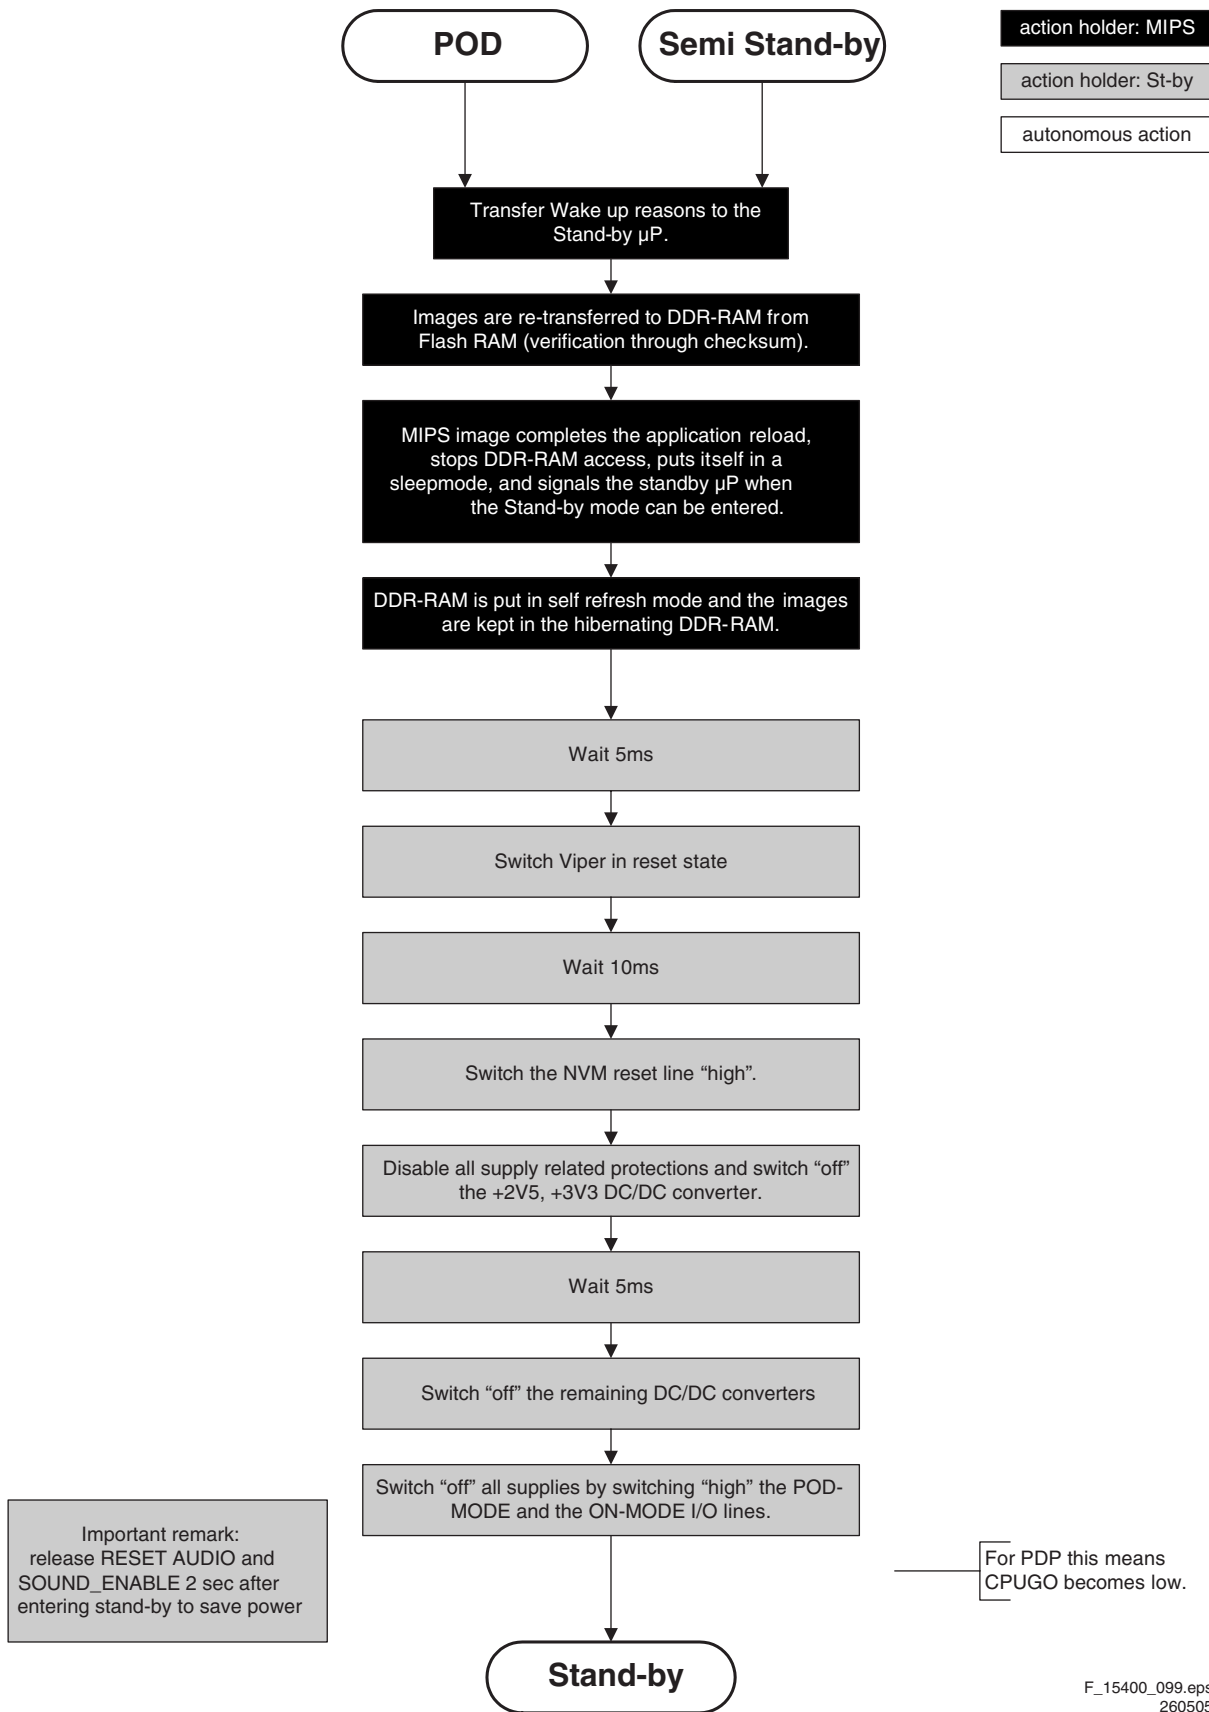 POD
Semi Stand-by
action holder: MIPS
action holder: St-by
autonomous action
Transfer Wake up reasons to the
Stand-by µP.
Images are re-transferred to DDR-RAM from
Flash RAM (verification through checksum).
MIPS image completes the application reload,
stops DDR-RAM access, puts itself in a
sleepmode, and signals the standby µP when
the Stand-by mode can be entered.
DDR-RAM is put in self refresh mode and the images
are kept in the hibernating DDR-RAM.
Wait 5ms
Switch Viper in reset state
Wait 10ms
Switch the NVM reset line “high”.
Disable all supply related protections and switch “off”
the +2V5, +3V3 DC/DC converter.
Wait 5ms
Switch “off” the remaining DC/DC converters
Switch “off” all supplies by switching “high” the POD-
MODE and the ON-MODE I/O lines.
Important remark:
release RESET AUDIO and
SOUND_ENABLE 2 sec after
entering stand-by to save power
For PDP this means
CPUGO becomes low.
Stand-by
F_15400_099.eps
260505